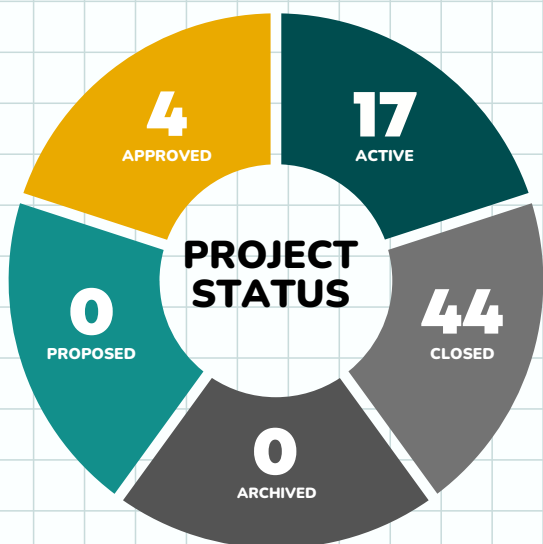 4
APPROVED
17
ACTIVE
PROJECT
STATUS
0
PROPOSED
44
CLOSED
0
ARCHIVED